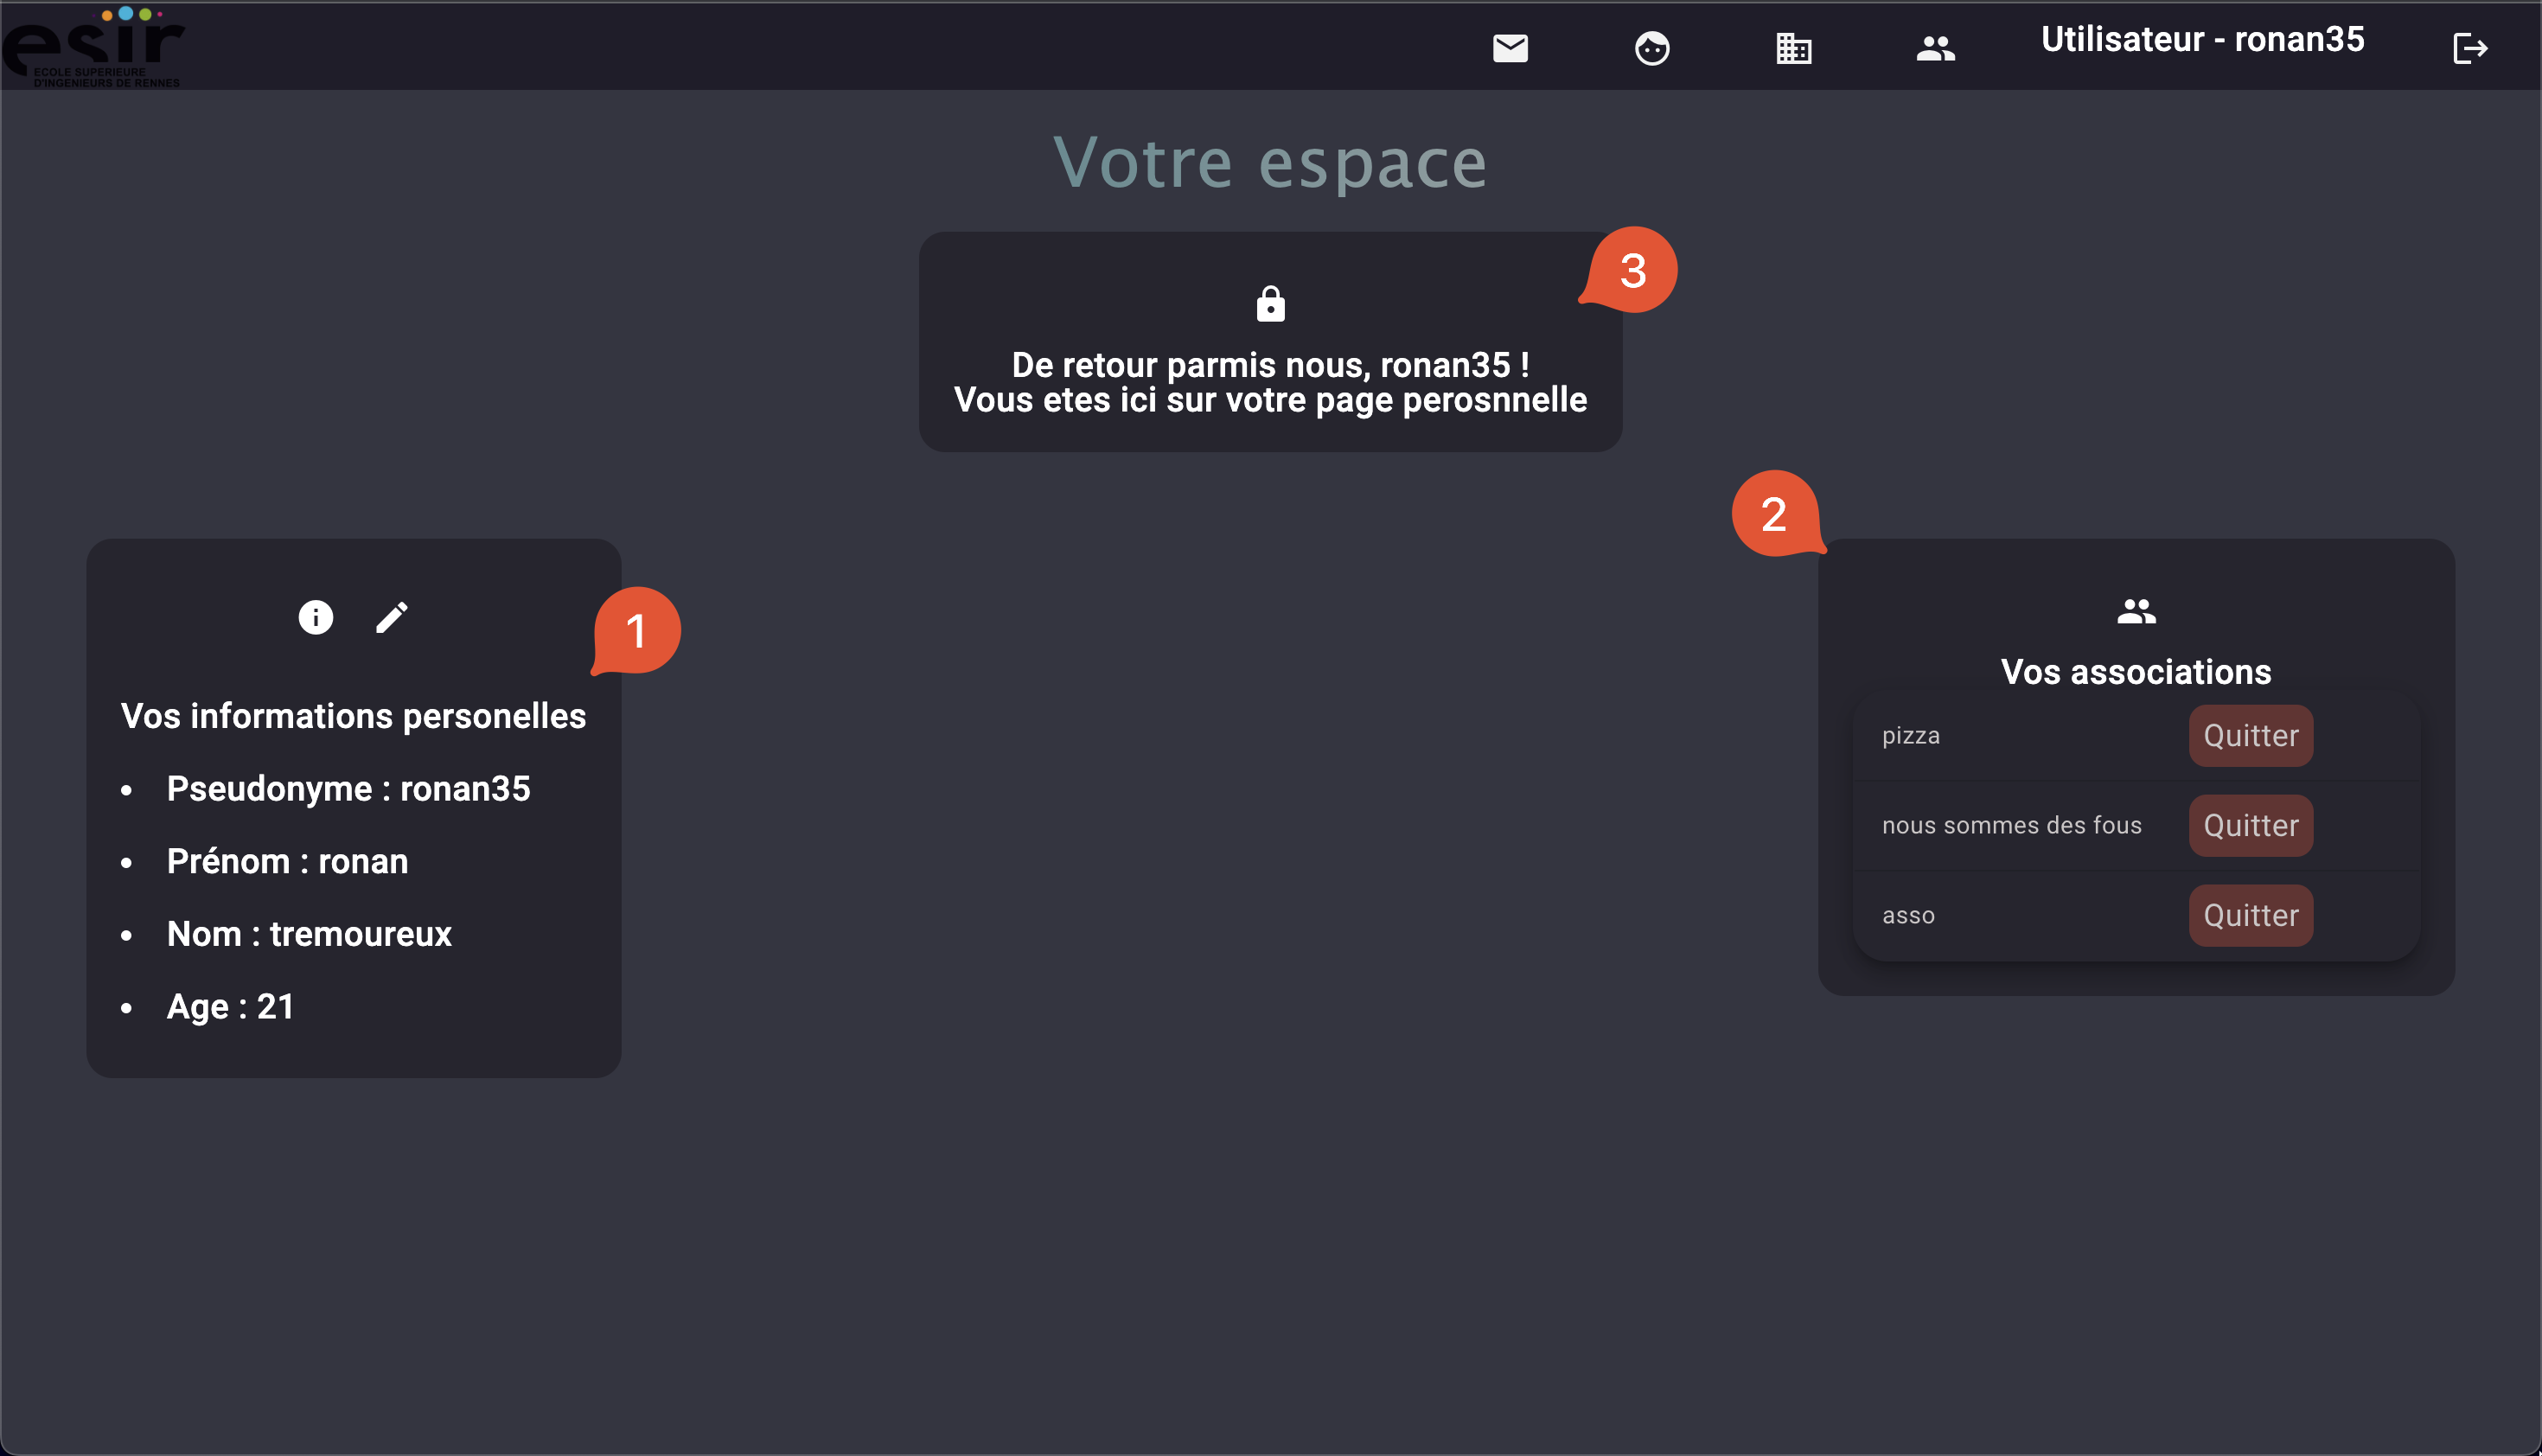 esir
ECOLE SUPERIEURE
D'INGENIEURS DE RENNES
Utilisateur - ronan35
Votre espace
3
De retour parmis nous, ronan35 !
Vous etes ici sur votre page perosnnelle
1
Vos informations personelles
• Pseudonyme : ronan35
• Prénom : ronan
• Nom : tremoureux
• Age : 21
2
Vos associations
pizza Quitter
nous sommes des fous Quitter
asso Quitter